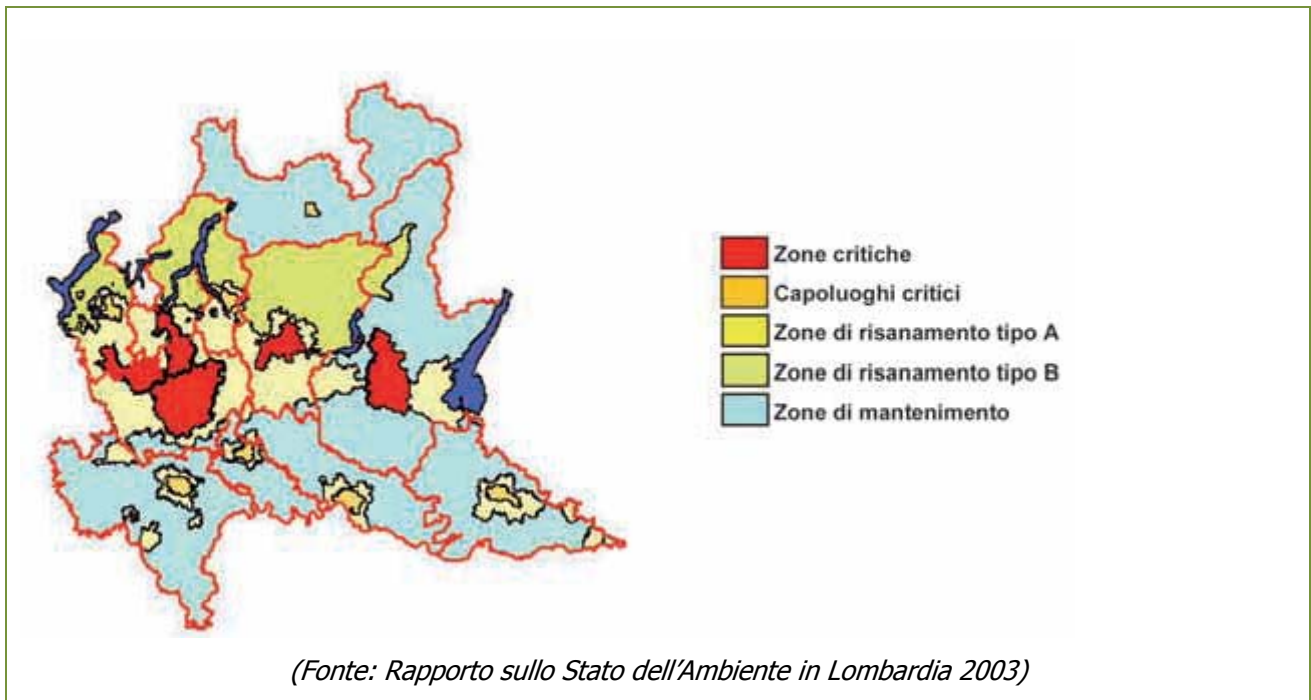 Zone critiche
Capoluoghi critici
Zone di risanamento tipo A
Zone di risanamento tipo B
Zone di mantenimento
(Fonte: Rapporto sullo Stato dell’Ambiente in Lombardia 2003)